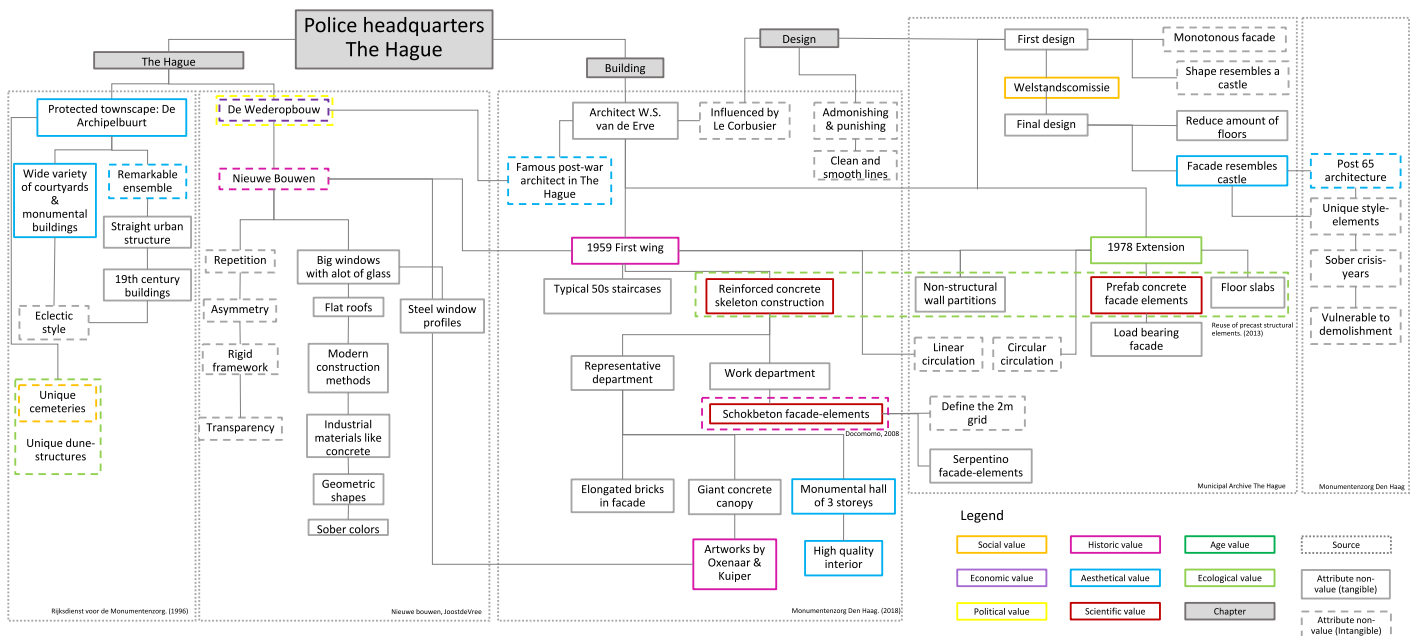 Police headquarters
The Hague
The Hague
Building
Design
Protected townscape: De
Archipelbuurt
Wide variety
of courtyards
&
monumental
buildings
Remarkable
ensemble
Straight urban
structure
19th century
buildings
Eclectic
style
Unique
cemeteries
Unique dune-
structures
Rijksdienst voor de Monumentenzorg. (1996)
De Wederopbouw
Nieuwe Bouwen
Repetition
Asymmetry
Rigid
framework
Transparency
Big windows
with alot of glass
Flat roofs
Steel window
profiles
Modern
construction
methods
Industrial
materials like
concrete
Geometric
shapes
Sober colors
Nieuwe bouwen, JoostdeVree
Architect W.S.
van de Erve
Influenced by
Le Corbusier
Admonishing
& punishing
Clean and
smooth lines
Famous post-war
architect in The
Hague
1959 First wing
Typical 50s staircases
Reinforced concrete
skeleton construction
Representative
department
Work department
Schokbeton facade-elements
Docomomo, 2008
Elongated bricks
in facade
Giant concrete
canopy
Monumental hall
of 3 storeys
Artworks by
Oxenaar &
Kuiper
High quality
interior
Monumentenzorg Den Haag. (2018)
First design
Monotonous facade
Shape resembles a
castle
Welstandscomissie
Final design
Reduce amount of
floors
Facade resembles
castle
1978 Extension
Non-structural
wall partitions
Prefab concrete
facade elements
Floor slabs
Reuse of precast structural
elements. (2013)
Load bearing
facade
Linear
circulation
Circular
circulation
Define the 2m
grid
Serpentino
facade-elements
Municipal Archive The Hague
Post 65
architecture
Unique style-
elements
Sober crisis-
years
Vulnerable to
demolishment
Monumentenzorg Den Haag
Legend
Social value
Historic value
Age value
Source
Economic value
Aesthetical value
Ecological value
Attribute non-
value (tangible)
Political value
Scientific value
Chapter
Attribute non-
value (Intangible)